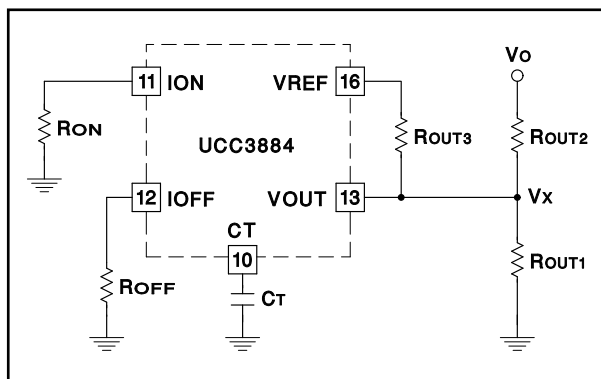 VO
11 ION
VREF 16
RON
ROUT3
ROUT2
UCC3884
12 IOFF
VOUT 13
VX
CT
10
ROFF
CT
ROUT1